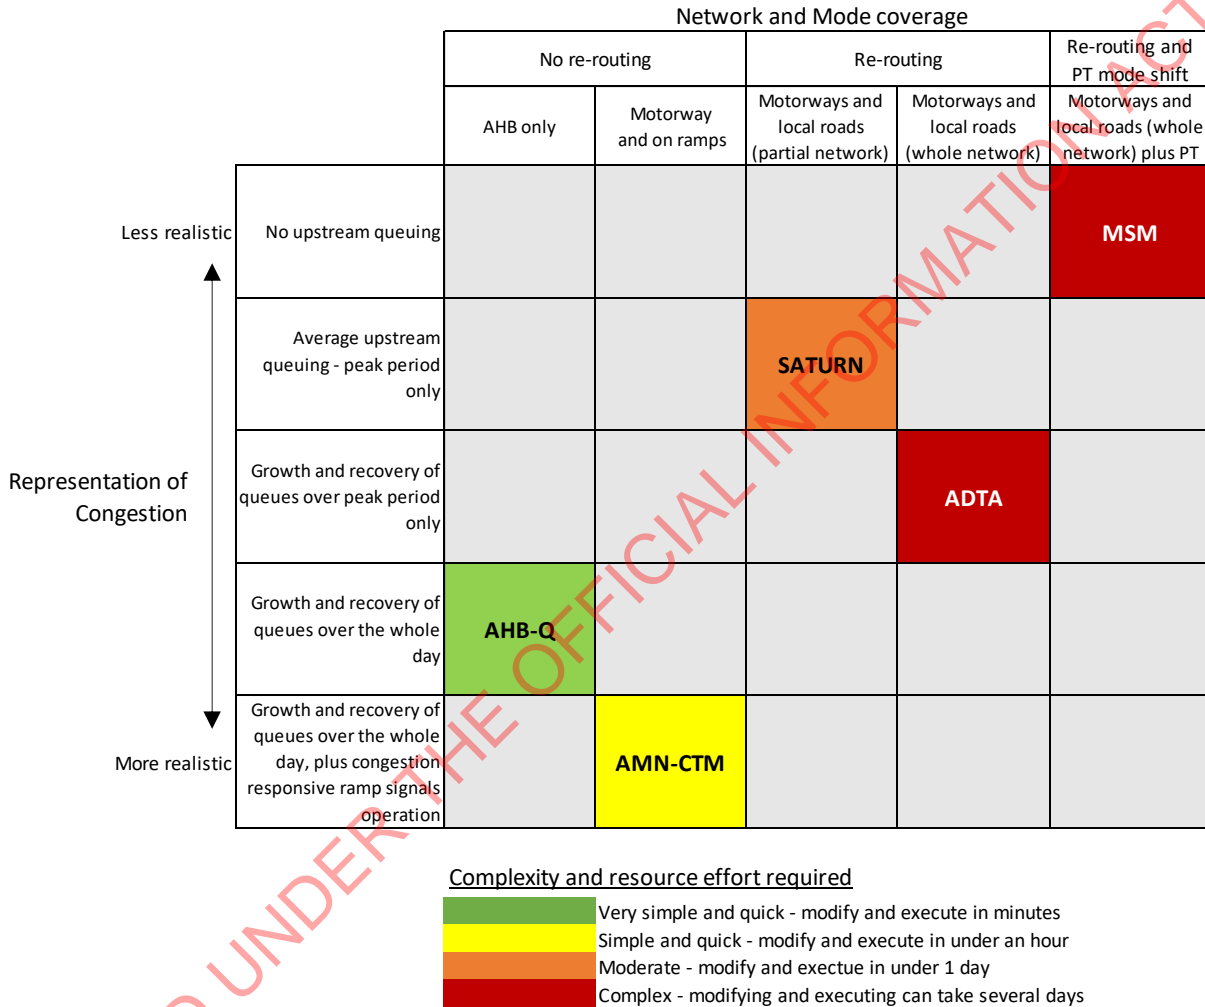 Network and Mode coverage
No re-routing
Re-routing
Re-routing and
PT mode shift
AHB only
Motorway
and on ramps
Motorways and
local roads
(partial network)
Motorways and
local roads
(whole network)
Motorways and
local roads (whole
network) plus PT
Less realistic
No upstream queuing
MSM
Average upstream
queuing - peak period
only
SATURN
Representation of
Congestion
Growth and recovery of
queues over peak period
only
ADTA
Growth and recovery of
queues over the whole
day
AHB-Q
More realistic
Growth and recovery of
queues over the whole
day, plus congestion
responsive ramp signals
operation
AMN-CTM
Complexity and resource effort required
Very simple and quick - modify and execute in minutes
Simple and quick - modify and execute in under an hour
Moderate - modify and exectue in under 1 day
Complex - modifying and executing can take several days
UNDER THE OFFICIAL INFORMATION ACT